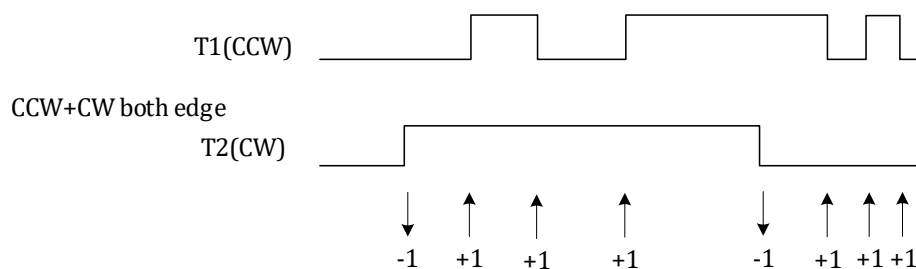 T1(CCW)
CCW+CW both edge
T2(CW)
-1 +1 +1 +1 -1 +1 +1 +1